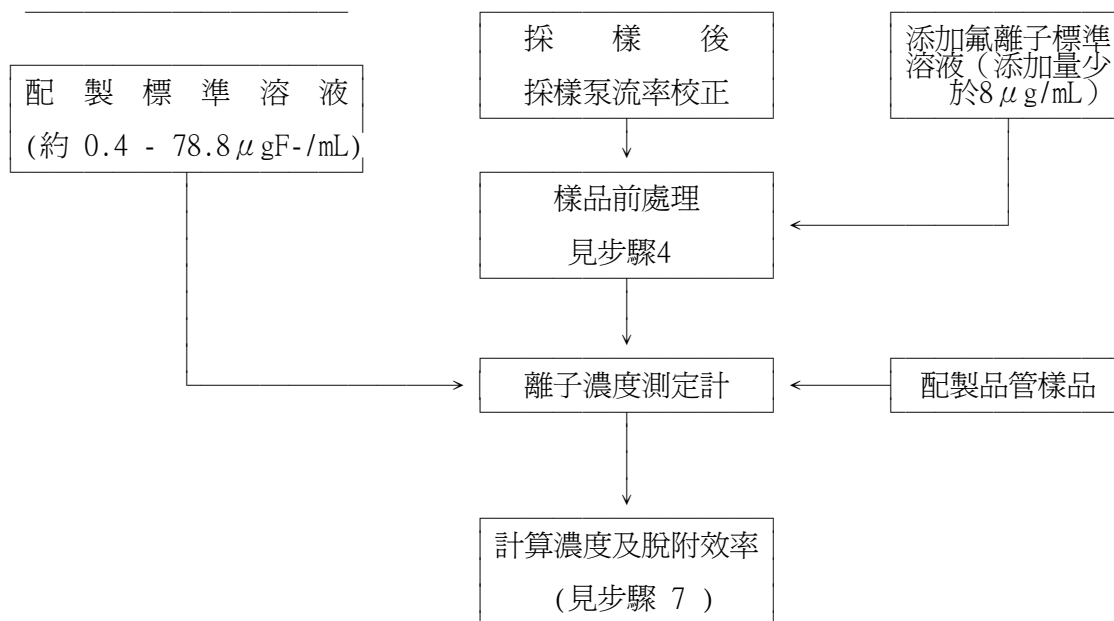 採樣後
採樣泵流率校正
添加氟離子標準
溶液（添加量少
於8μg/mL）
配製標準溶液
(約 0.4 - 78.8μgF-/mL)
樣品前處理
見步驟4
離子濃度測定計
配製品管樣品
計算濃度及脫附效率
(見步驟 7 )